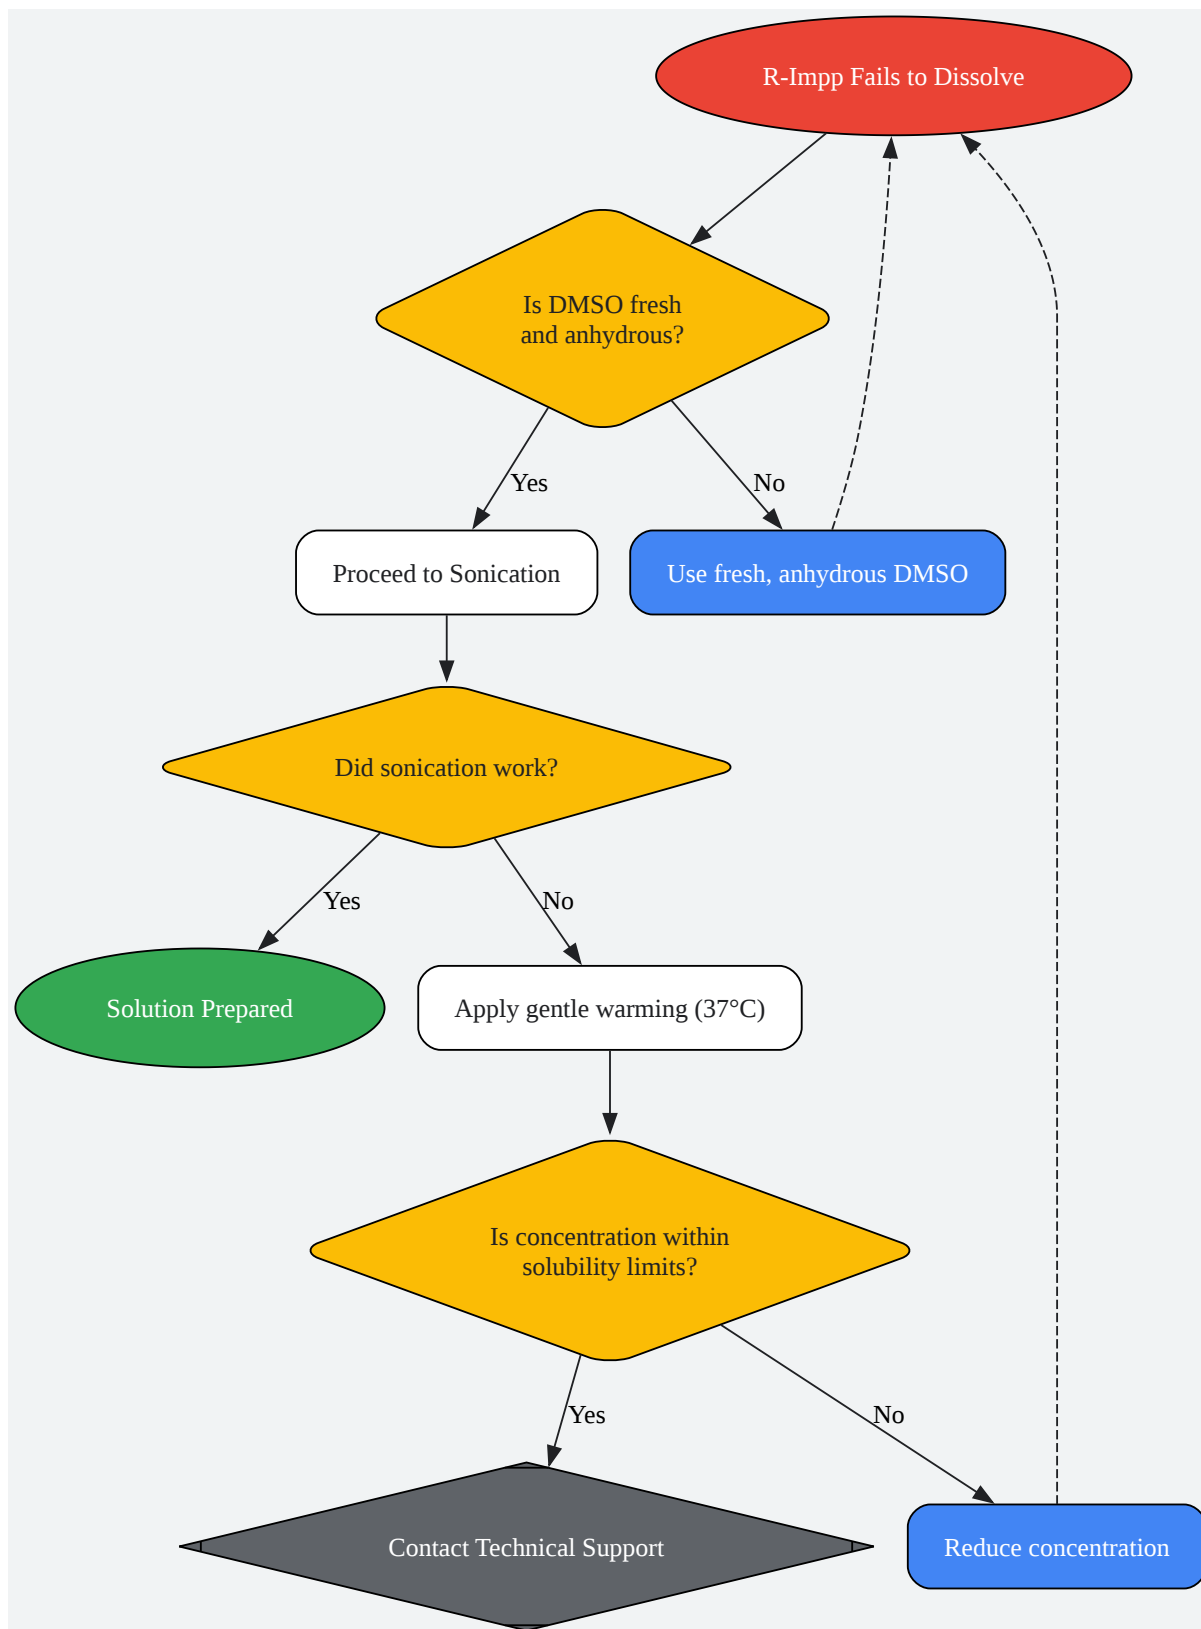 R-Impp Fails to Dissolve
Is DMSO fresh
and anhydrous?
Yes
No
Proceed to Sonication
Use fresh, anhydrous DMSO
Did sonication work?
Yes
No
Solution Prepared
Apply gentle warming (37°C)
Is concentration within
solubility limits?
Yes
No
Contact Technical Support
Reduce concentration